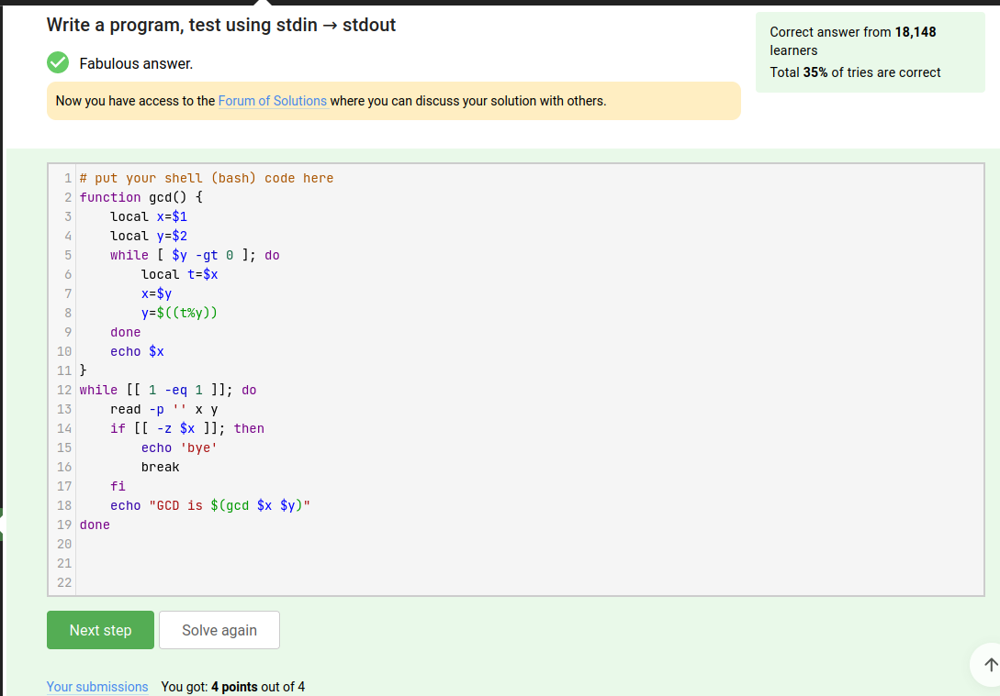 Write a program, test using stdin → stdout
Fabulous answer.
Now you have access to the Forum of Solutions where you can discuss your solution with others.
Correct answer from 18,148
learners
Total 35% of tries are correct
1 # put your shell (bash) code here
2 function gcd() {
3     local x=$1
4     local y=$2
5     while [ $y -gt 0 ]; do
6         local t=$x
7         x=$y
8         y=$((t%y))
9     done
10     echo $x
11 }
12 while [[ 1 -eq 1 ]]; do
13     read -p '' x y
14     if [[ -z $x ]]; then
15         echo 'bye'
16         break
17     fi
18     echo "GCD is $(gcd $x $y)"
19 done
20
21
22
Next step
Solve again
Your submissions You got: 4 points out of 4